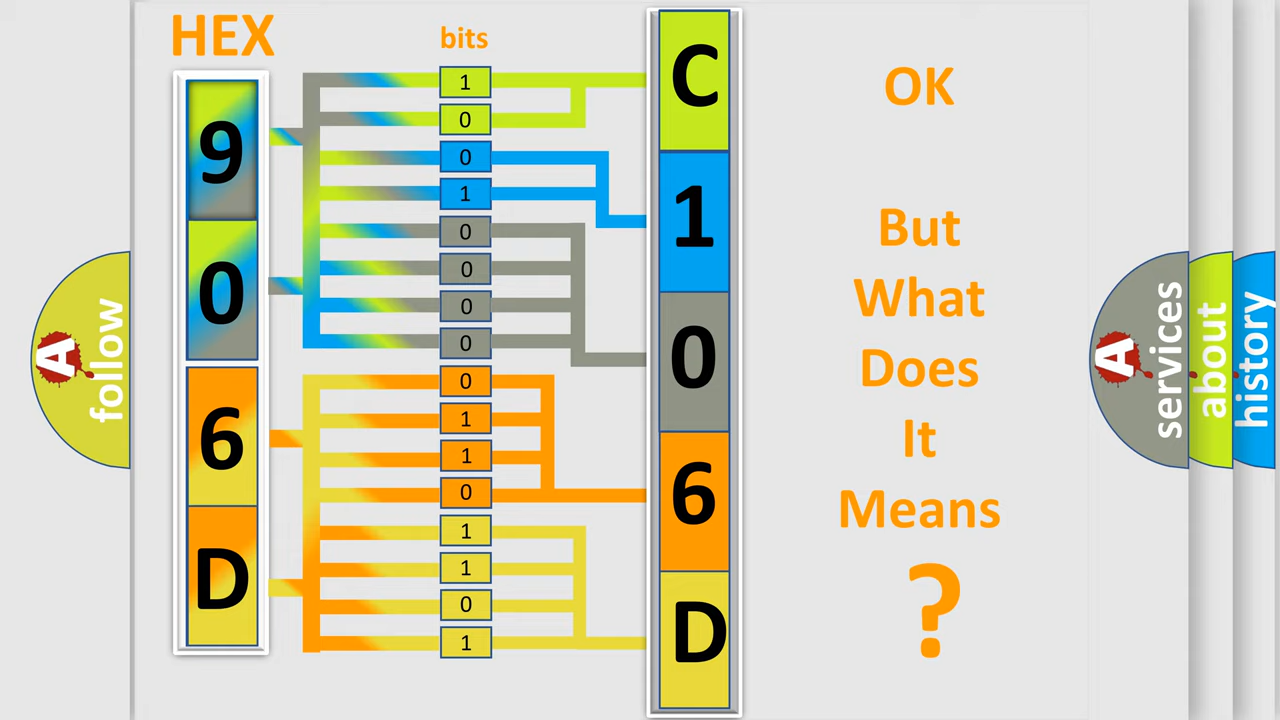 HEX
bits
9
0
6
D
1
0
0
1
0
0
0
0
0
1
1
0
1
1
0
1
C
1
0
6
D
OK
But
What
Does
It
Means
?
A
follow
A
services
about
history